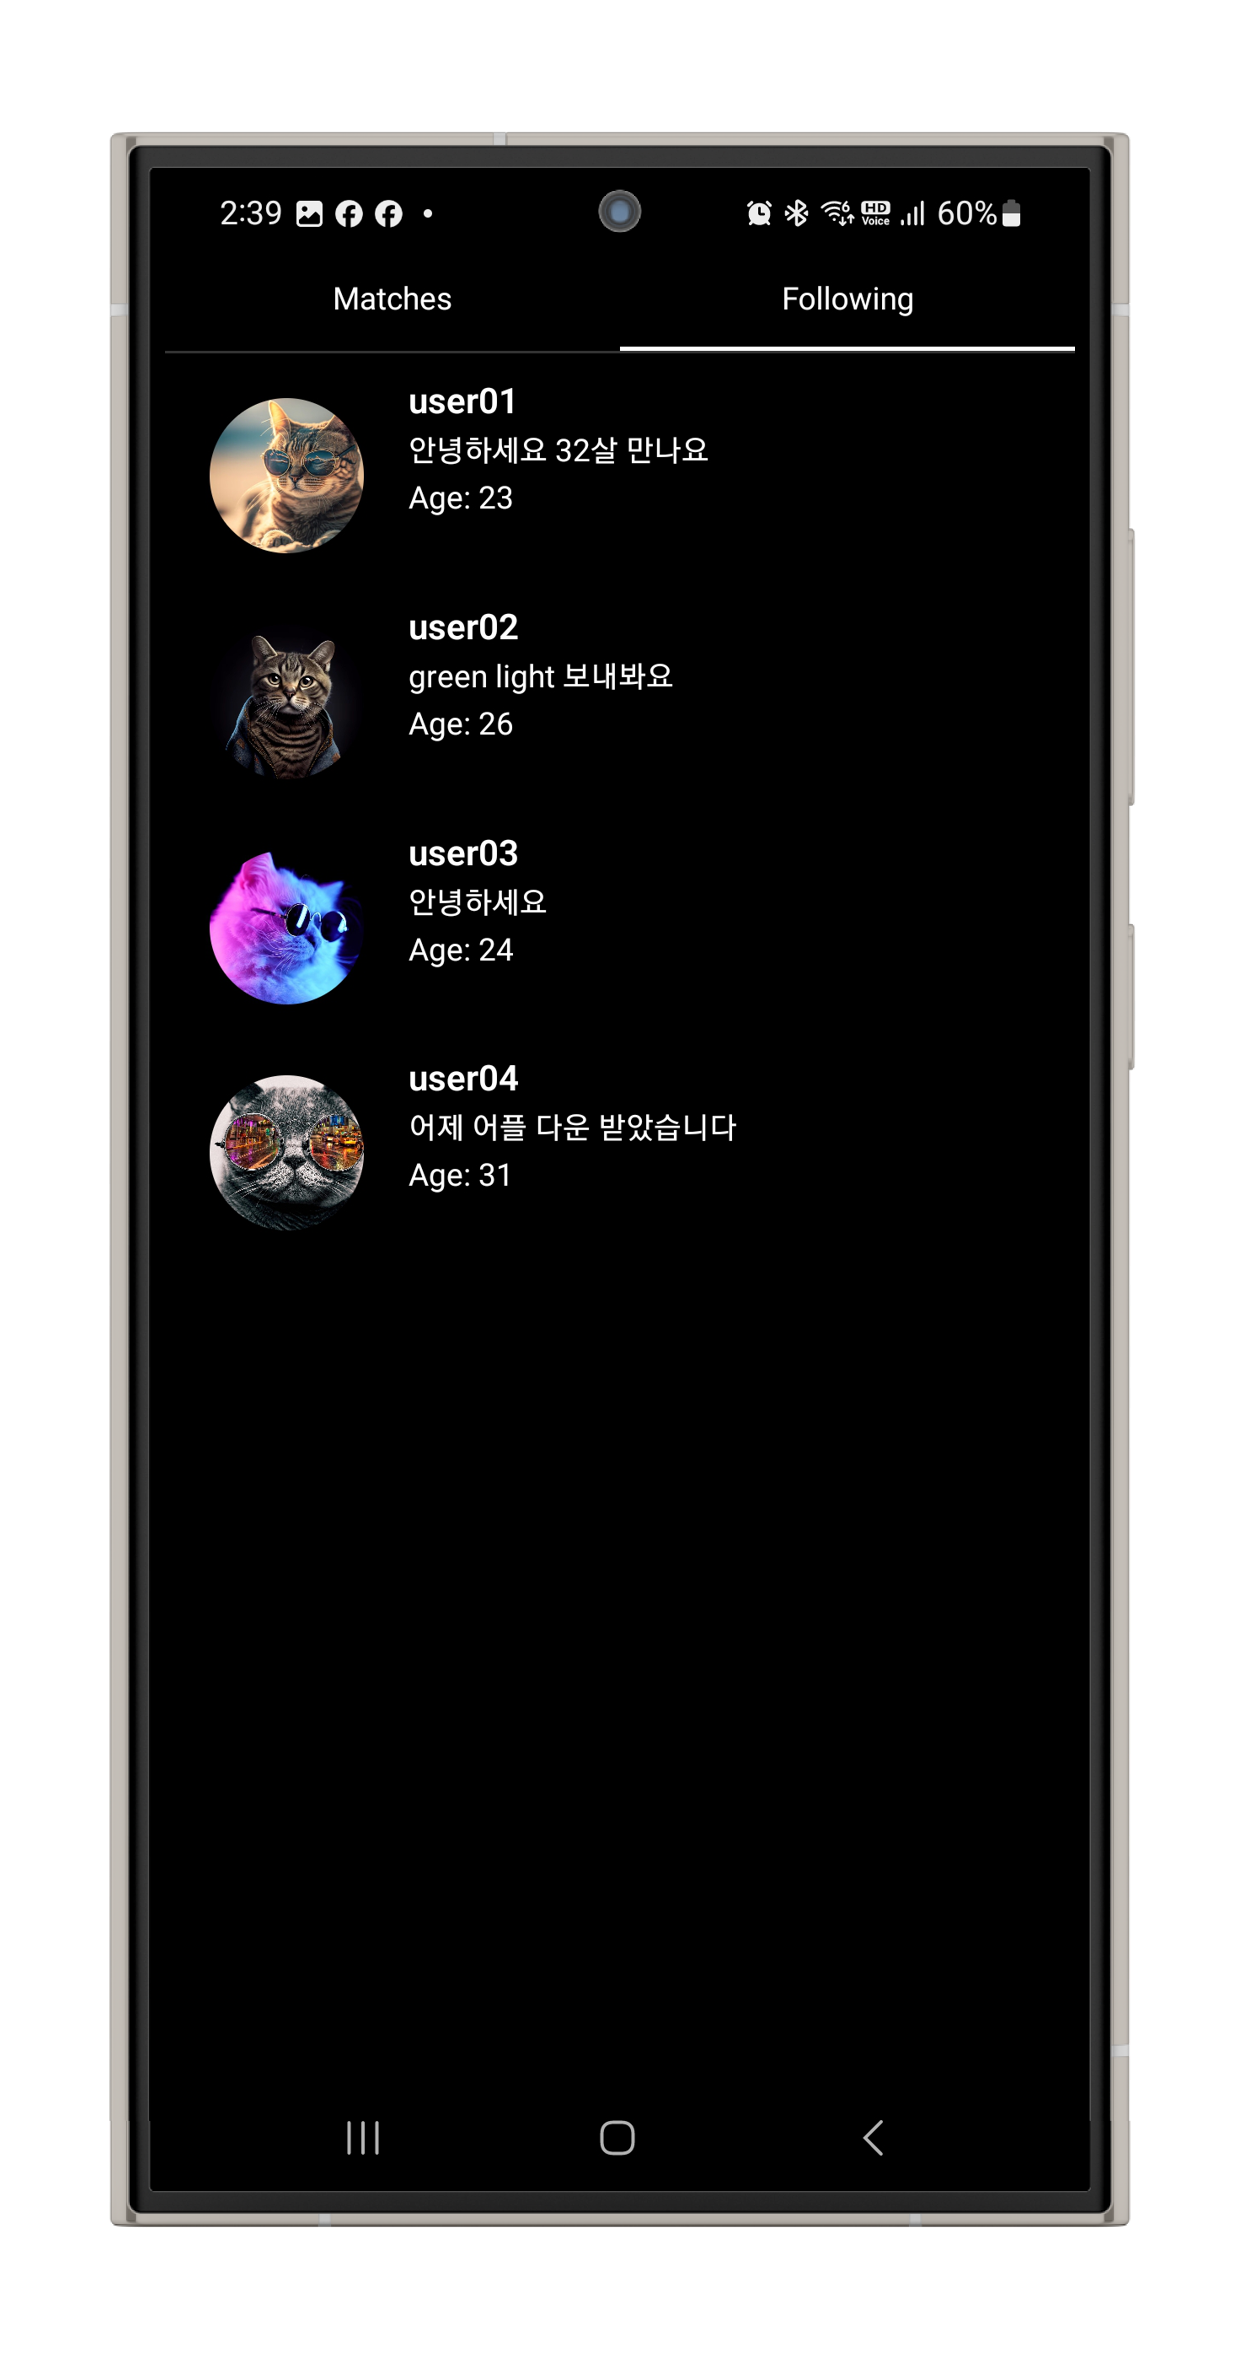 2:39
HD Voice
60%
Matches
Following
user01
안녕하세요 32살 만나요
Age: 23
user02
green light 보내봐요
Age: 26
user03
안녕하세요
Age: 24
user04
어제 어플 다운 받았습니다
Age: 31